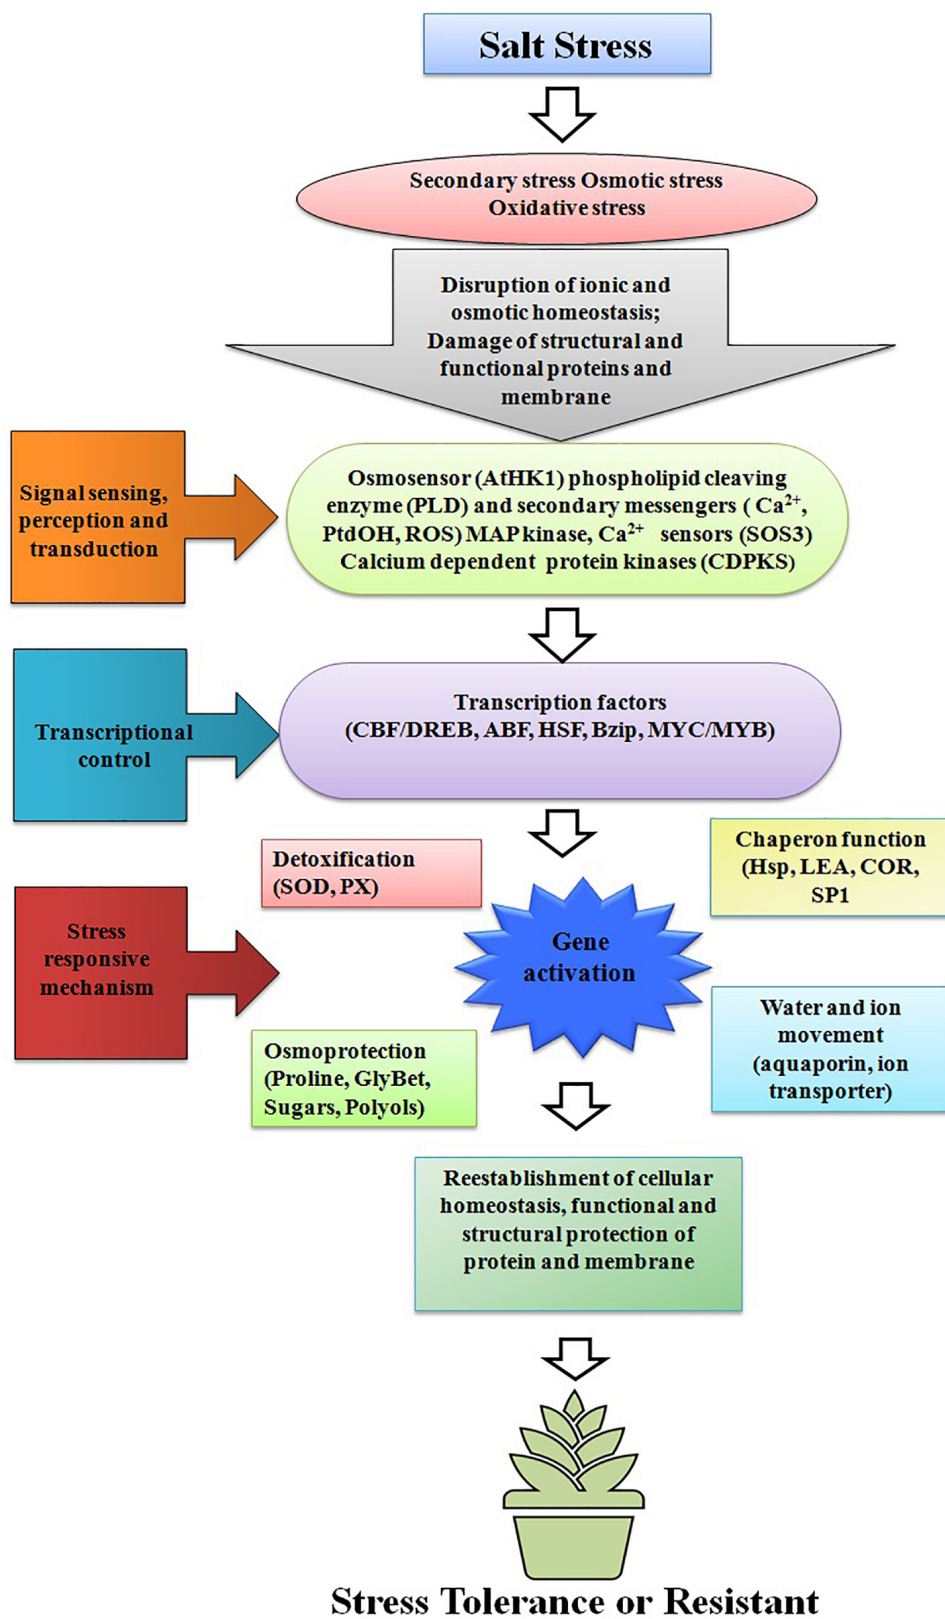 Salt Stress
Secondary stress Osmotic stress
Oxidative stress
Disruption of ionic and
osmotic homeostasis;
Damage of structural and
functional proteins and
membrane
Signal sensing,
perception and
transduction
Osmosensor (AtHK1) phospholipid cleaving
enzyme (PLD) and secondary messengers ( Ca²⁺,
PtdOH, ROS) MAP kinase, Ca²⁺ sensors (SOS3)
Calcium dependent protein kinases (CDPKS)
Transcriptional
control
Transcription factors
(CBF/DREB, ABF, HSF, Bzip, MYC/MYB)
Detoxification
(SOD, PX)
Chaperon function
(Hsp, LEA, COR,
SP1
Stress
responsive
mechanism
Gene
activation
Osmoprotection
(Proline, GlyBet,
Sugars, Polyols)
Water and ion
movement
(aquaporin, ion
transporter)
Reestablishment of cellular
homeostasis, functional and
structural protection of
protein and membrane
Stress Tolerance or Resistant